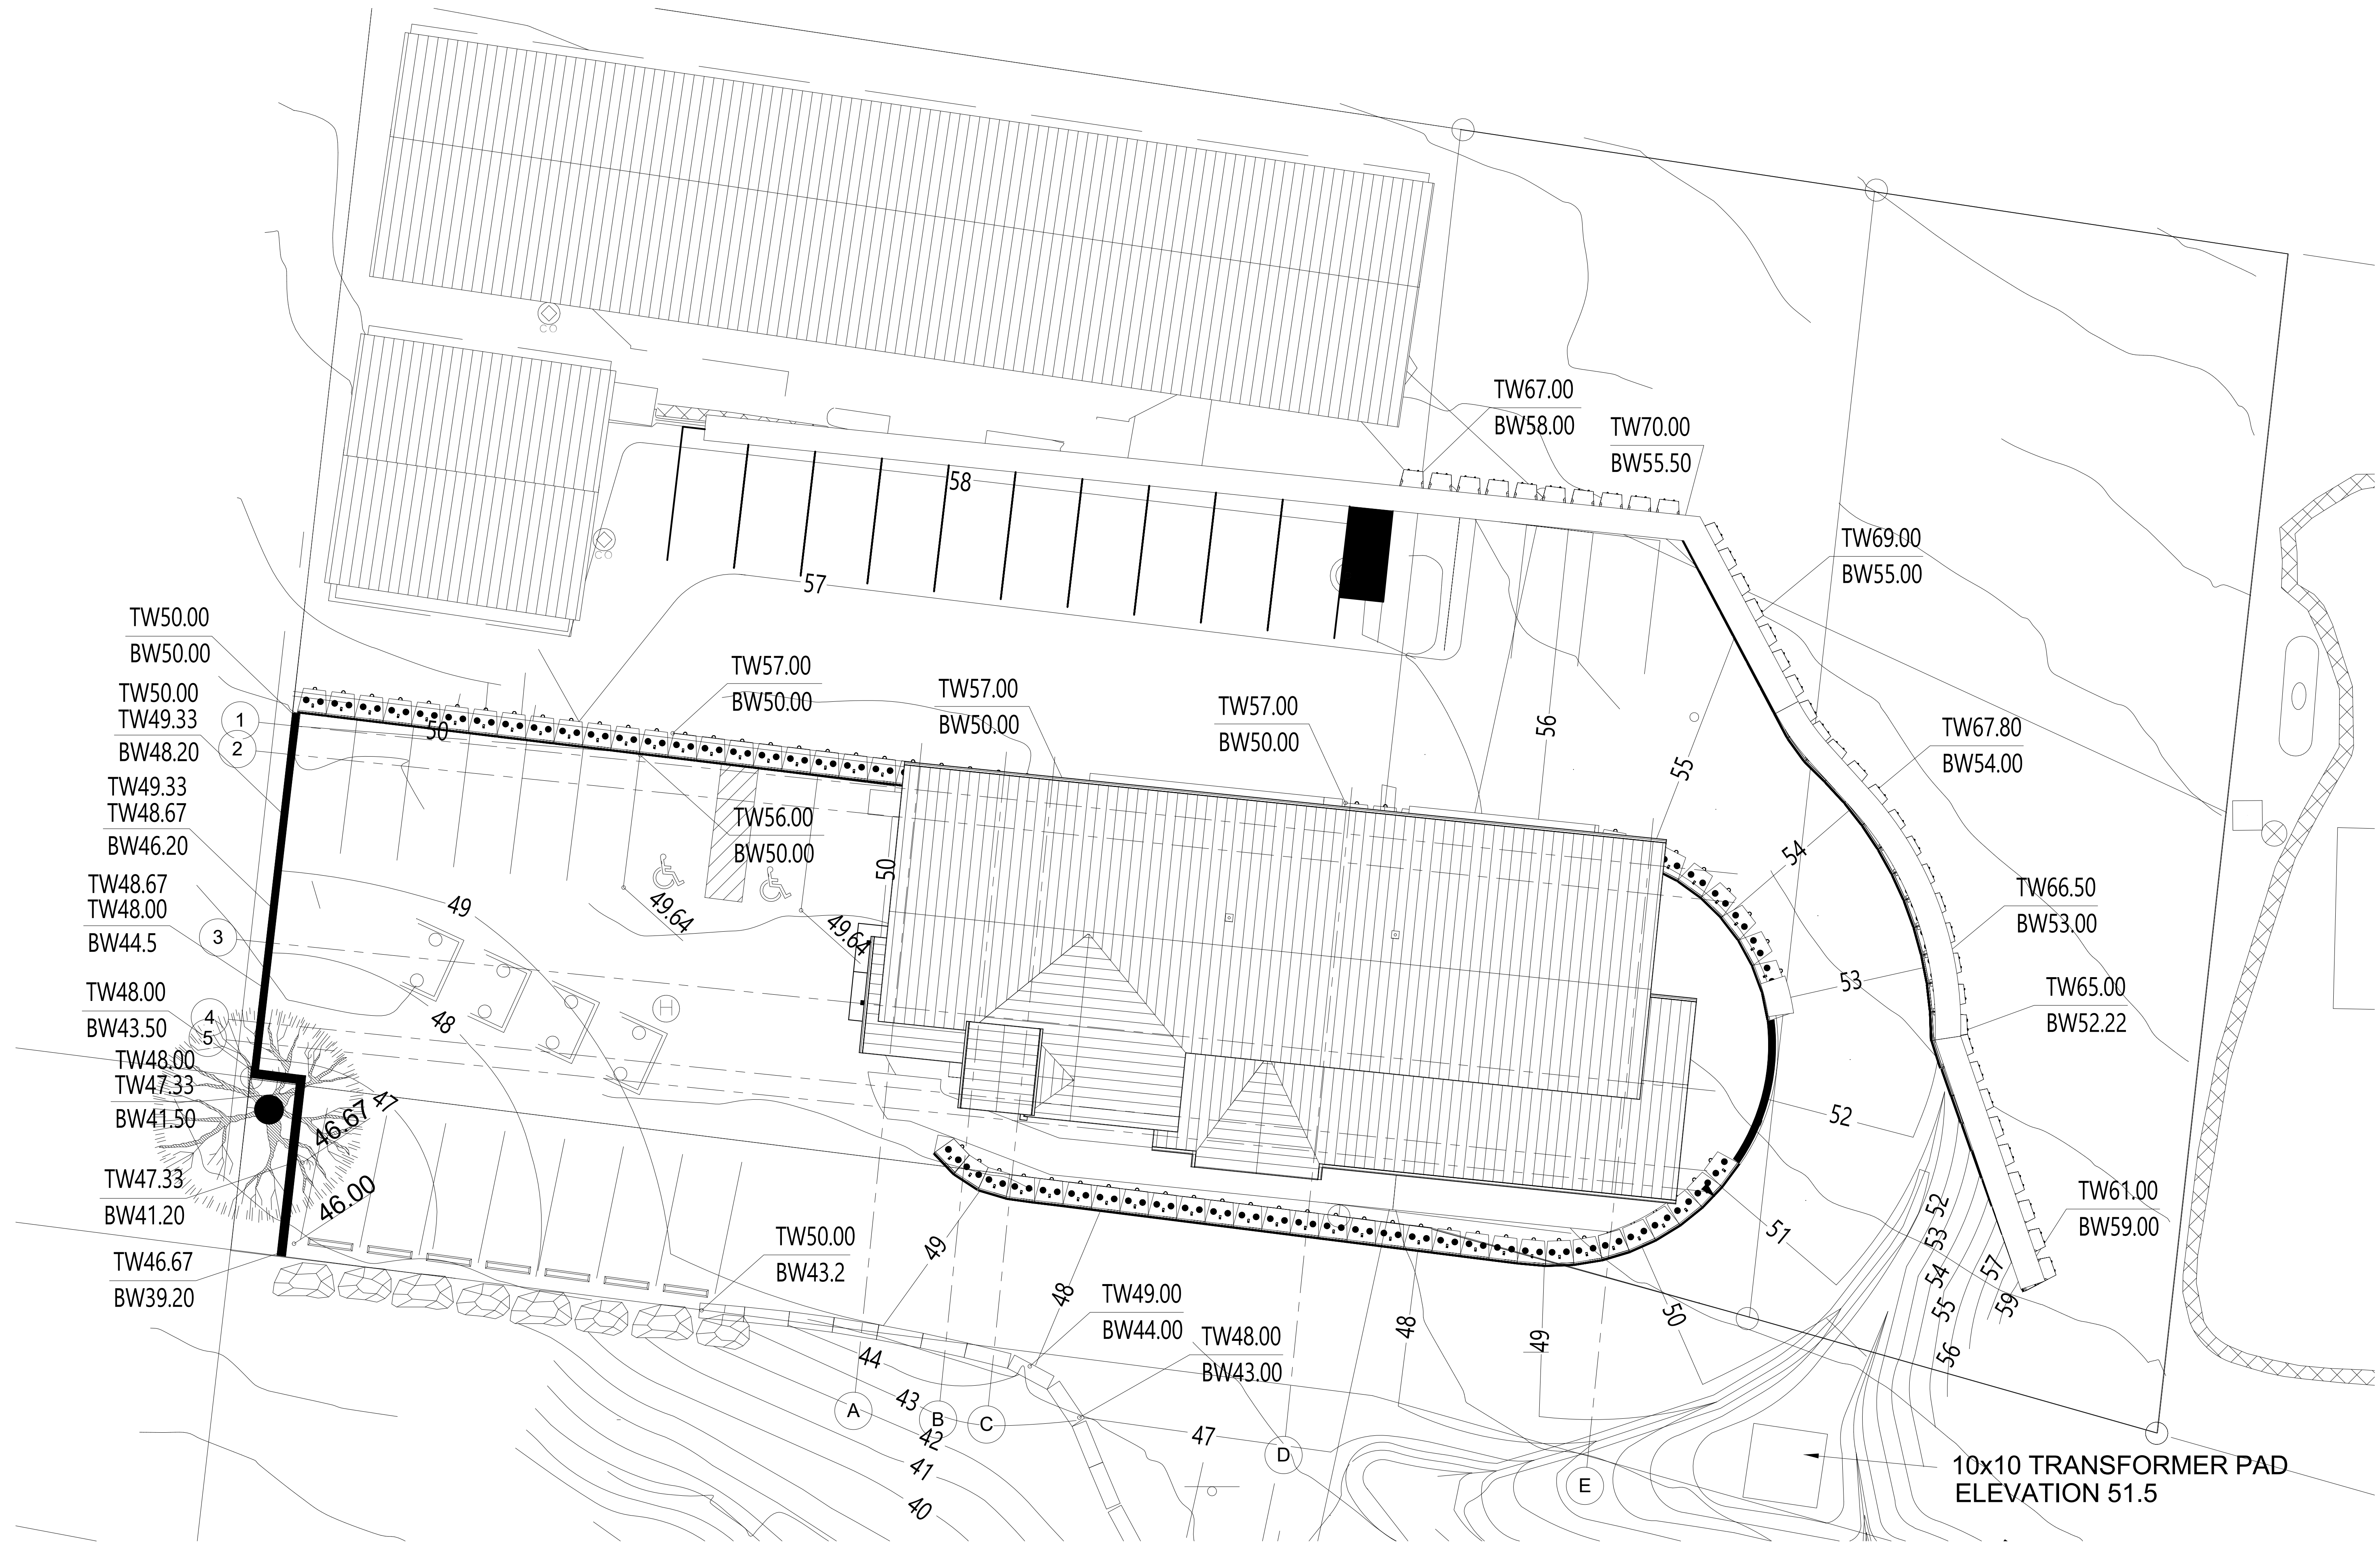 CO
CO
TW67.00
BW58.00
TW70.00
BW55.50
58
TW69.00
BW55.00
57
TW50.00
BW50.00
TW57.00
BW50.00
TW57.00
BW50.00
TW57.00
BW50.00
56
55
TW67.80
BW54.00
TW50.00
TW49.33
BW48.20
1
2
50
TW49.33
TW48.67
BW46.20
TW56.00
BW50.00
50
54
TW48.67
TW48.00
BW44.5
3
49
49.64
49.64
TW66.50
BW53.00
TW48.00
BW43.50
4
5
48
H
53
TW65.00
BW52.22
TW48.00
TW47.33
BW41.50
47
46.67
52
TW47.33
BW41.20
46.00
TW46.67
BW39.20
TW50.00
BW43.2
49
48
TW49.00
BW44.00
TW48.00
BW43.00
48
49
50
51
52
53
54
55
56
57
59
TW61.00
BW59.00
44
43
42
41
40
47
A
B
C
D
E
10x10 TRANSFORMER PAD
ELEVATION 51.5